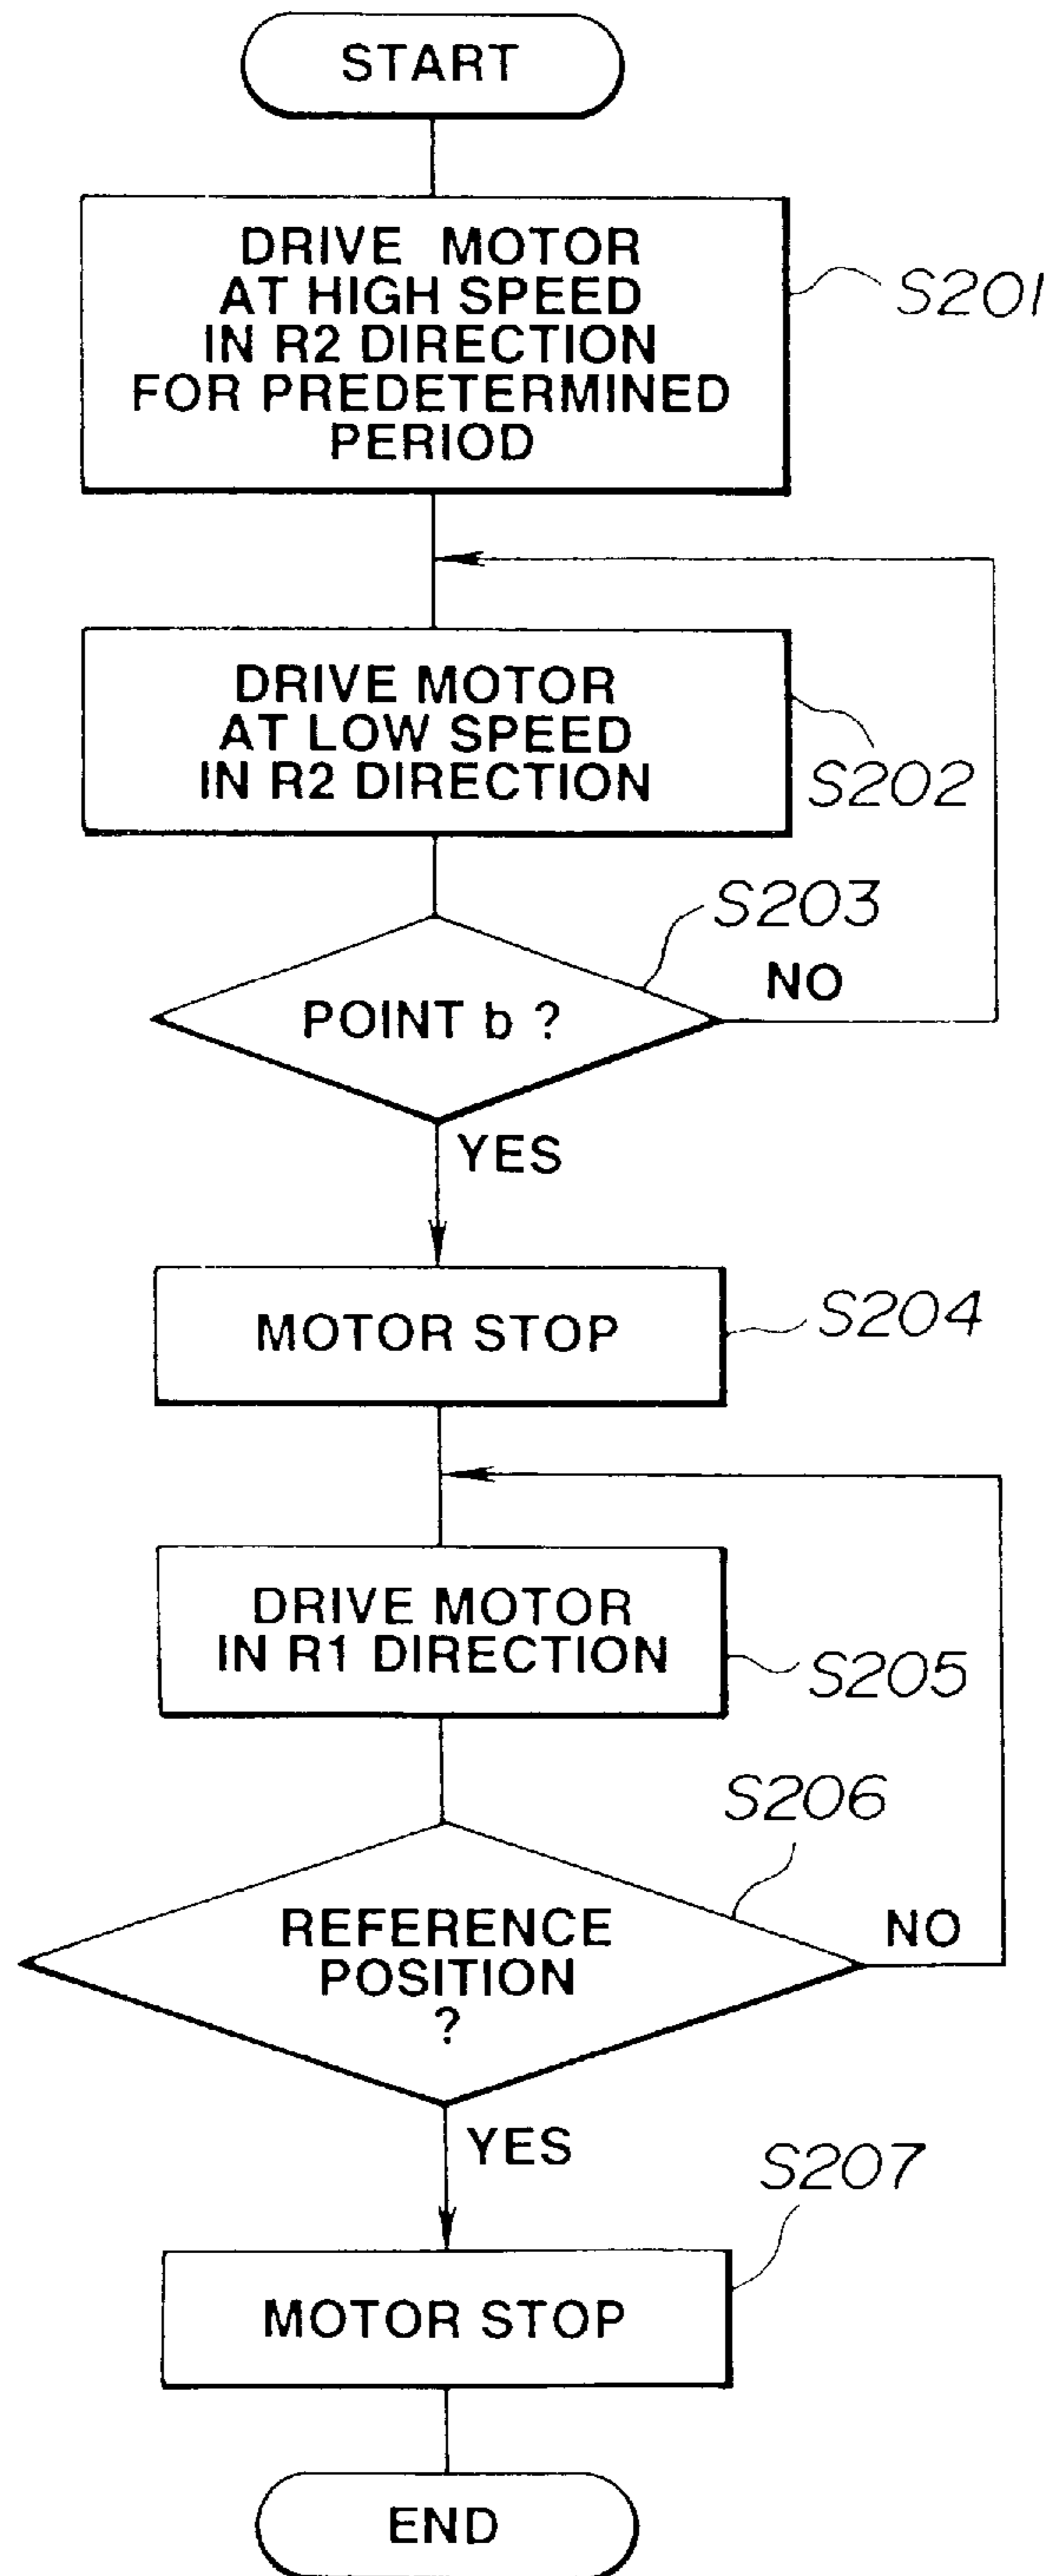 START
DRIVE MOTOR
AT HIGH SPEED
IN R2 DIRECTION
FOR PREDETERMINED
PERIOD
S201
DRIVE MOTOR
AT LOW SPEED
IN R2 DIRECTION
S202
S203
POINT b ?
NO
YES
MOTOR STOP
S204
DRIVE MOTOR
IN R1 DIRECTION
S205
S206
REFERENCE
POSITION
?
NO
YES
S207
MOTOR STOP
END